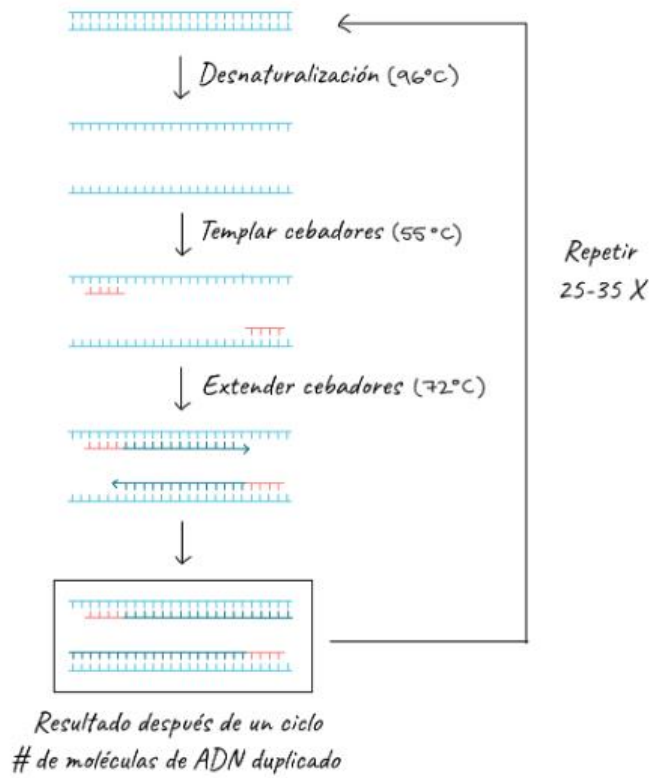 Desnaturalización (96°C)
Templar cebadores (55°C)
Repetir
25-35 X
Extender cebadores (72°C)
Resultado después de un ciclo
# de moléculas de ADN duplicado